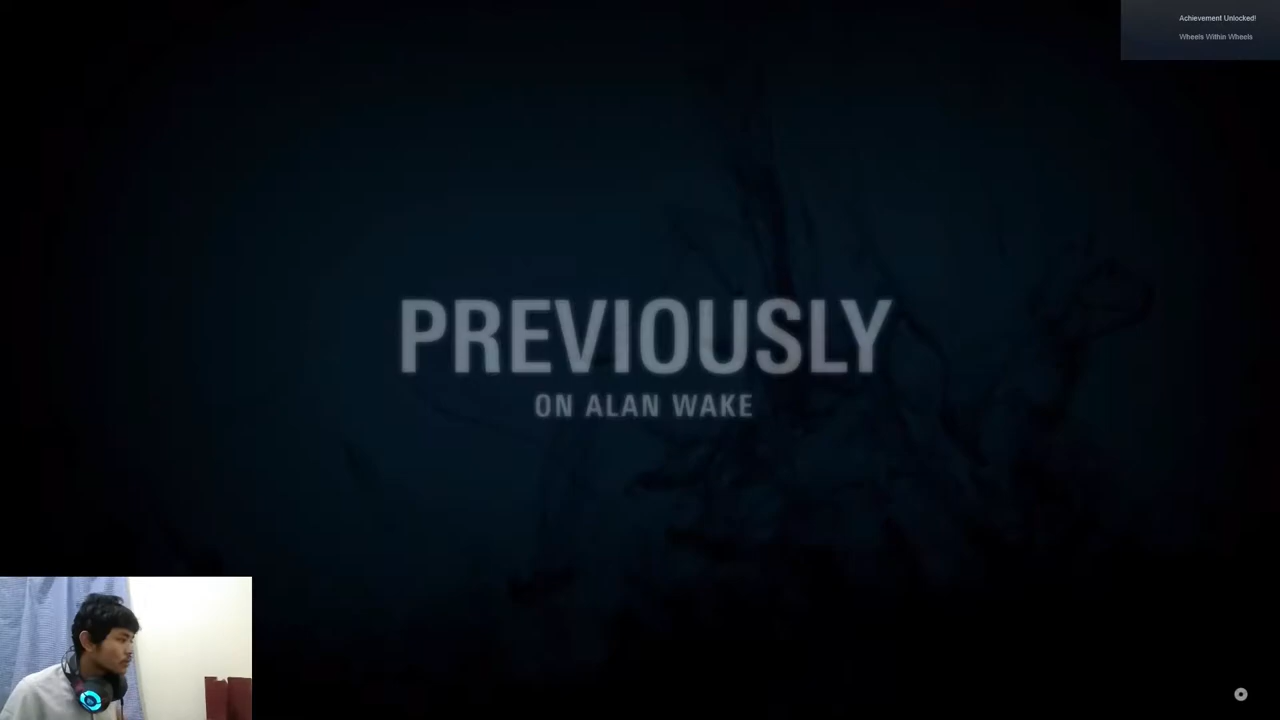 Achievement Unlocked!
Wheels Within Wheels
PREVIOUSLY
ON ALAN WAKE